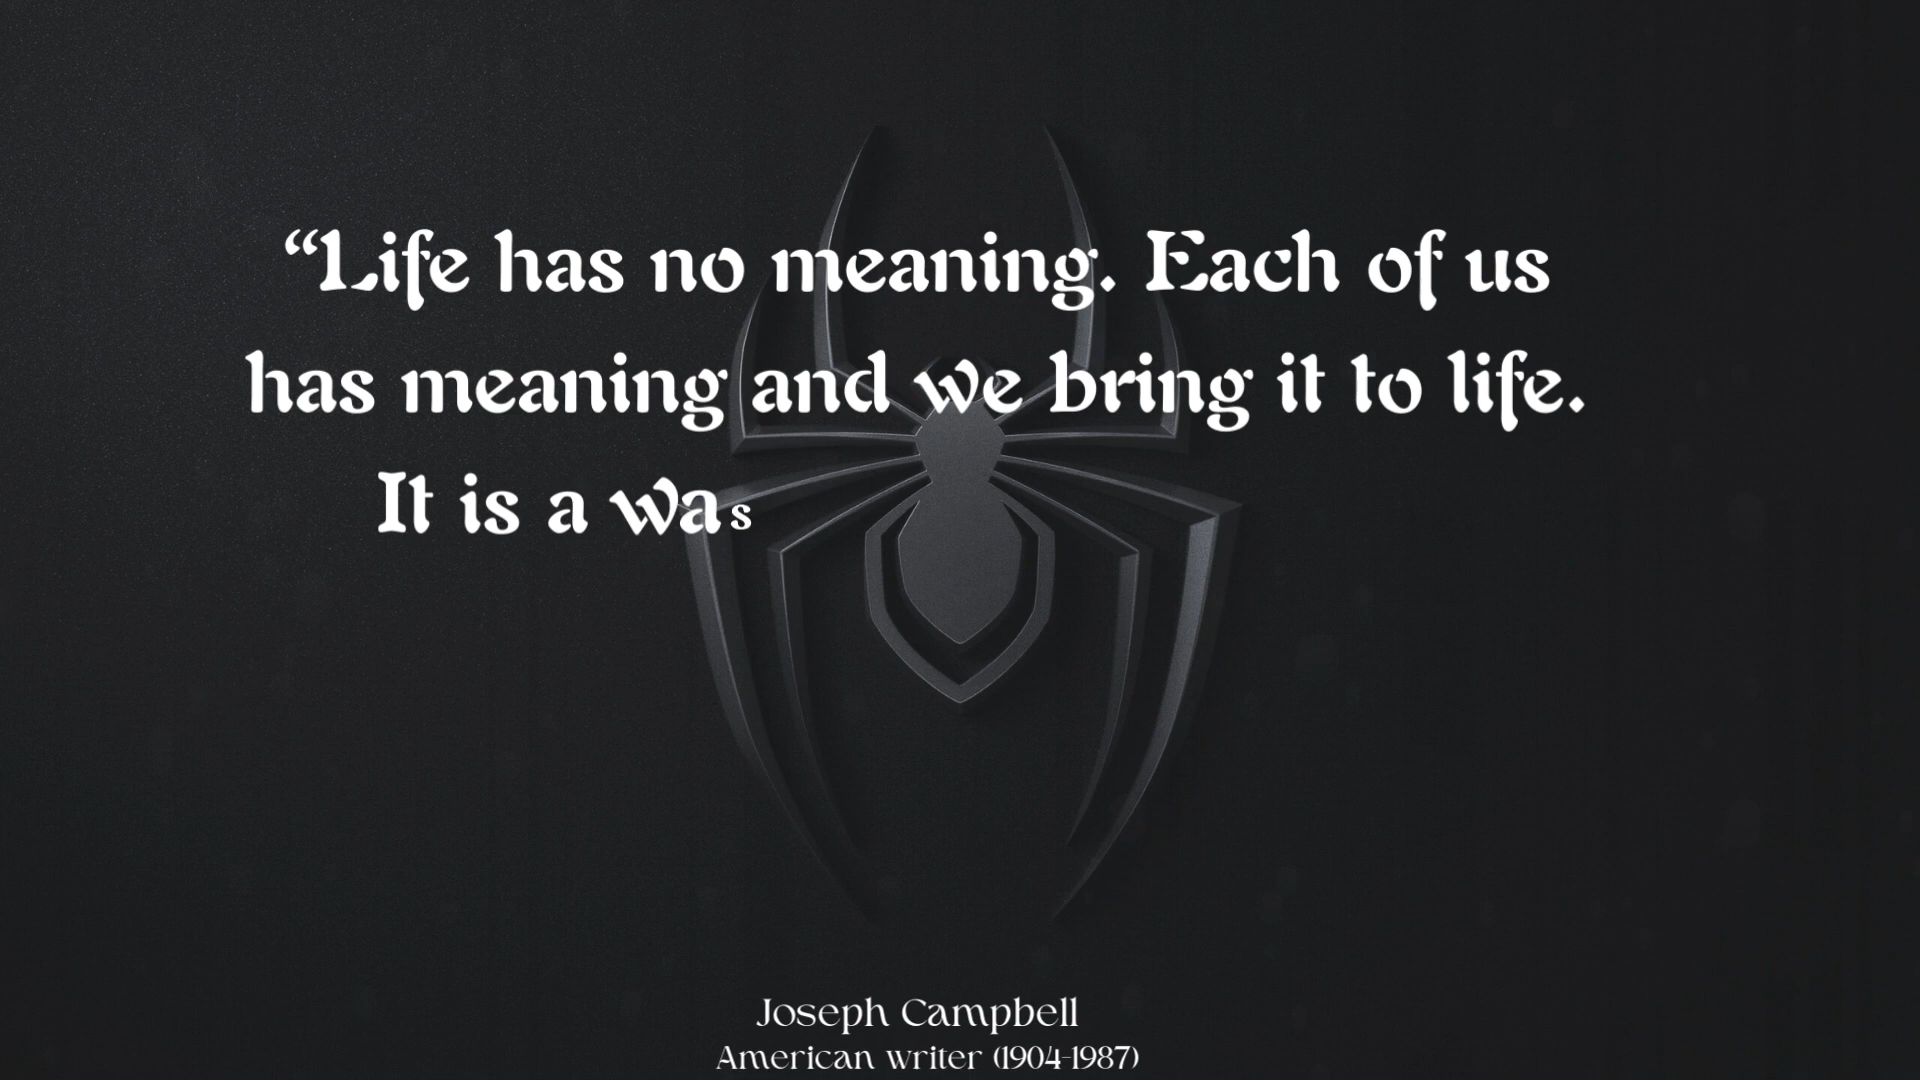 “Life has no meaning. Each of us
has meaning and we bring it to life.
It is a was
Joseph Campbell
American writer (1904-1987)